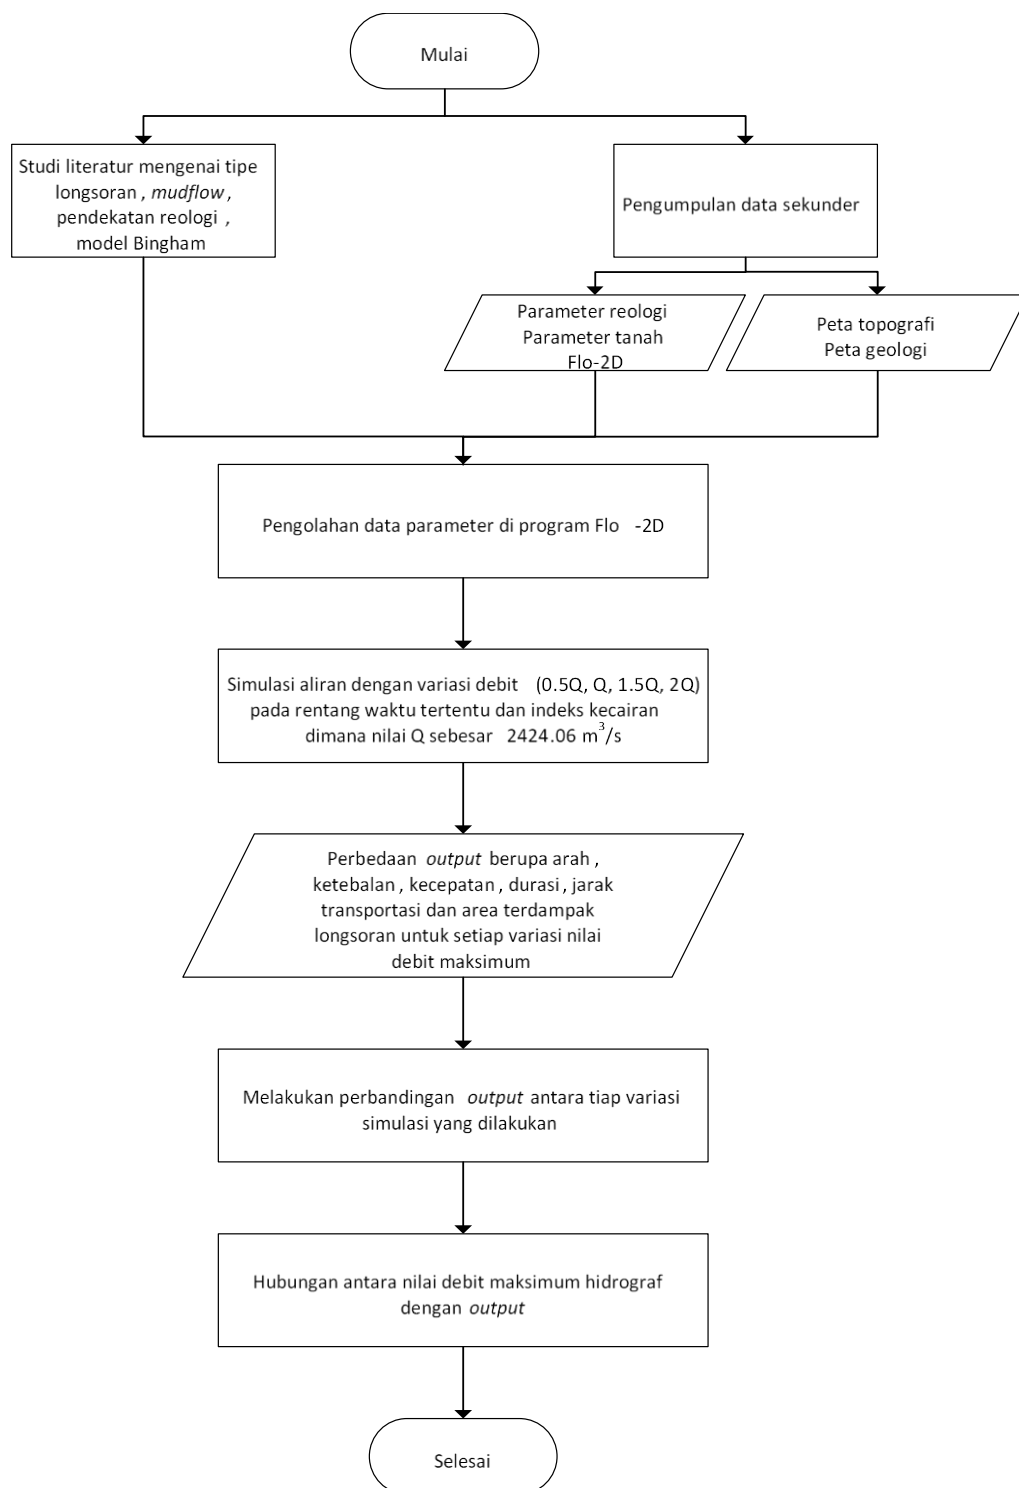 Mulai
Studi literatur mengenai tipe
longsoran , mudflow ,
pendekatan reologi ,
model Bingham
Pengumpulan data sekunder
Parameter reologi
Parameter tanah
Flo-2D
Peta topografi
Peta geologi
Pengolahan data parameter di program Flo -2D
Simulasi aliran dengan variasi debit (0.5Q, Q, 1.5Q, 2Q)
pada rentang waktu tertentu dan indeks kecairan
dimana nilai Q sebesar 2424.06 m³/s
Perbedaan output berupa arah ,
ketebalan , kecepatan , durasi , jarak
transportasi dan area terdampak
longsoran untuk setiap variasi nilai
debit maksimum
Melakukan perbandingan output antara tiap variasi
simulasi yang dilakukan
Hubungan antara nilai debit maksimum hidrograf
dengan output
Selesai